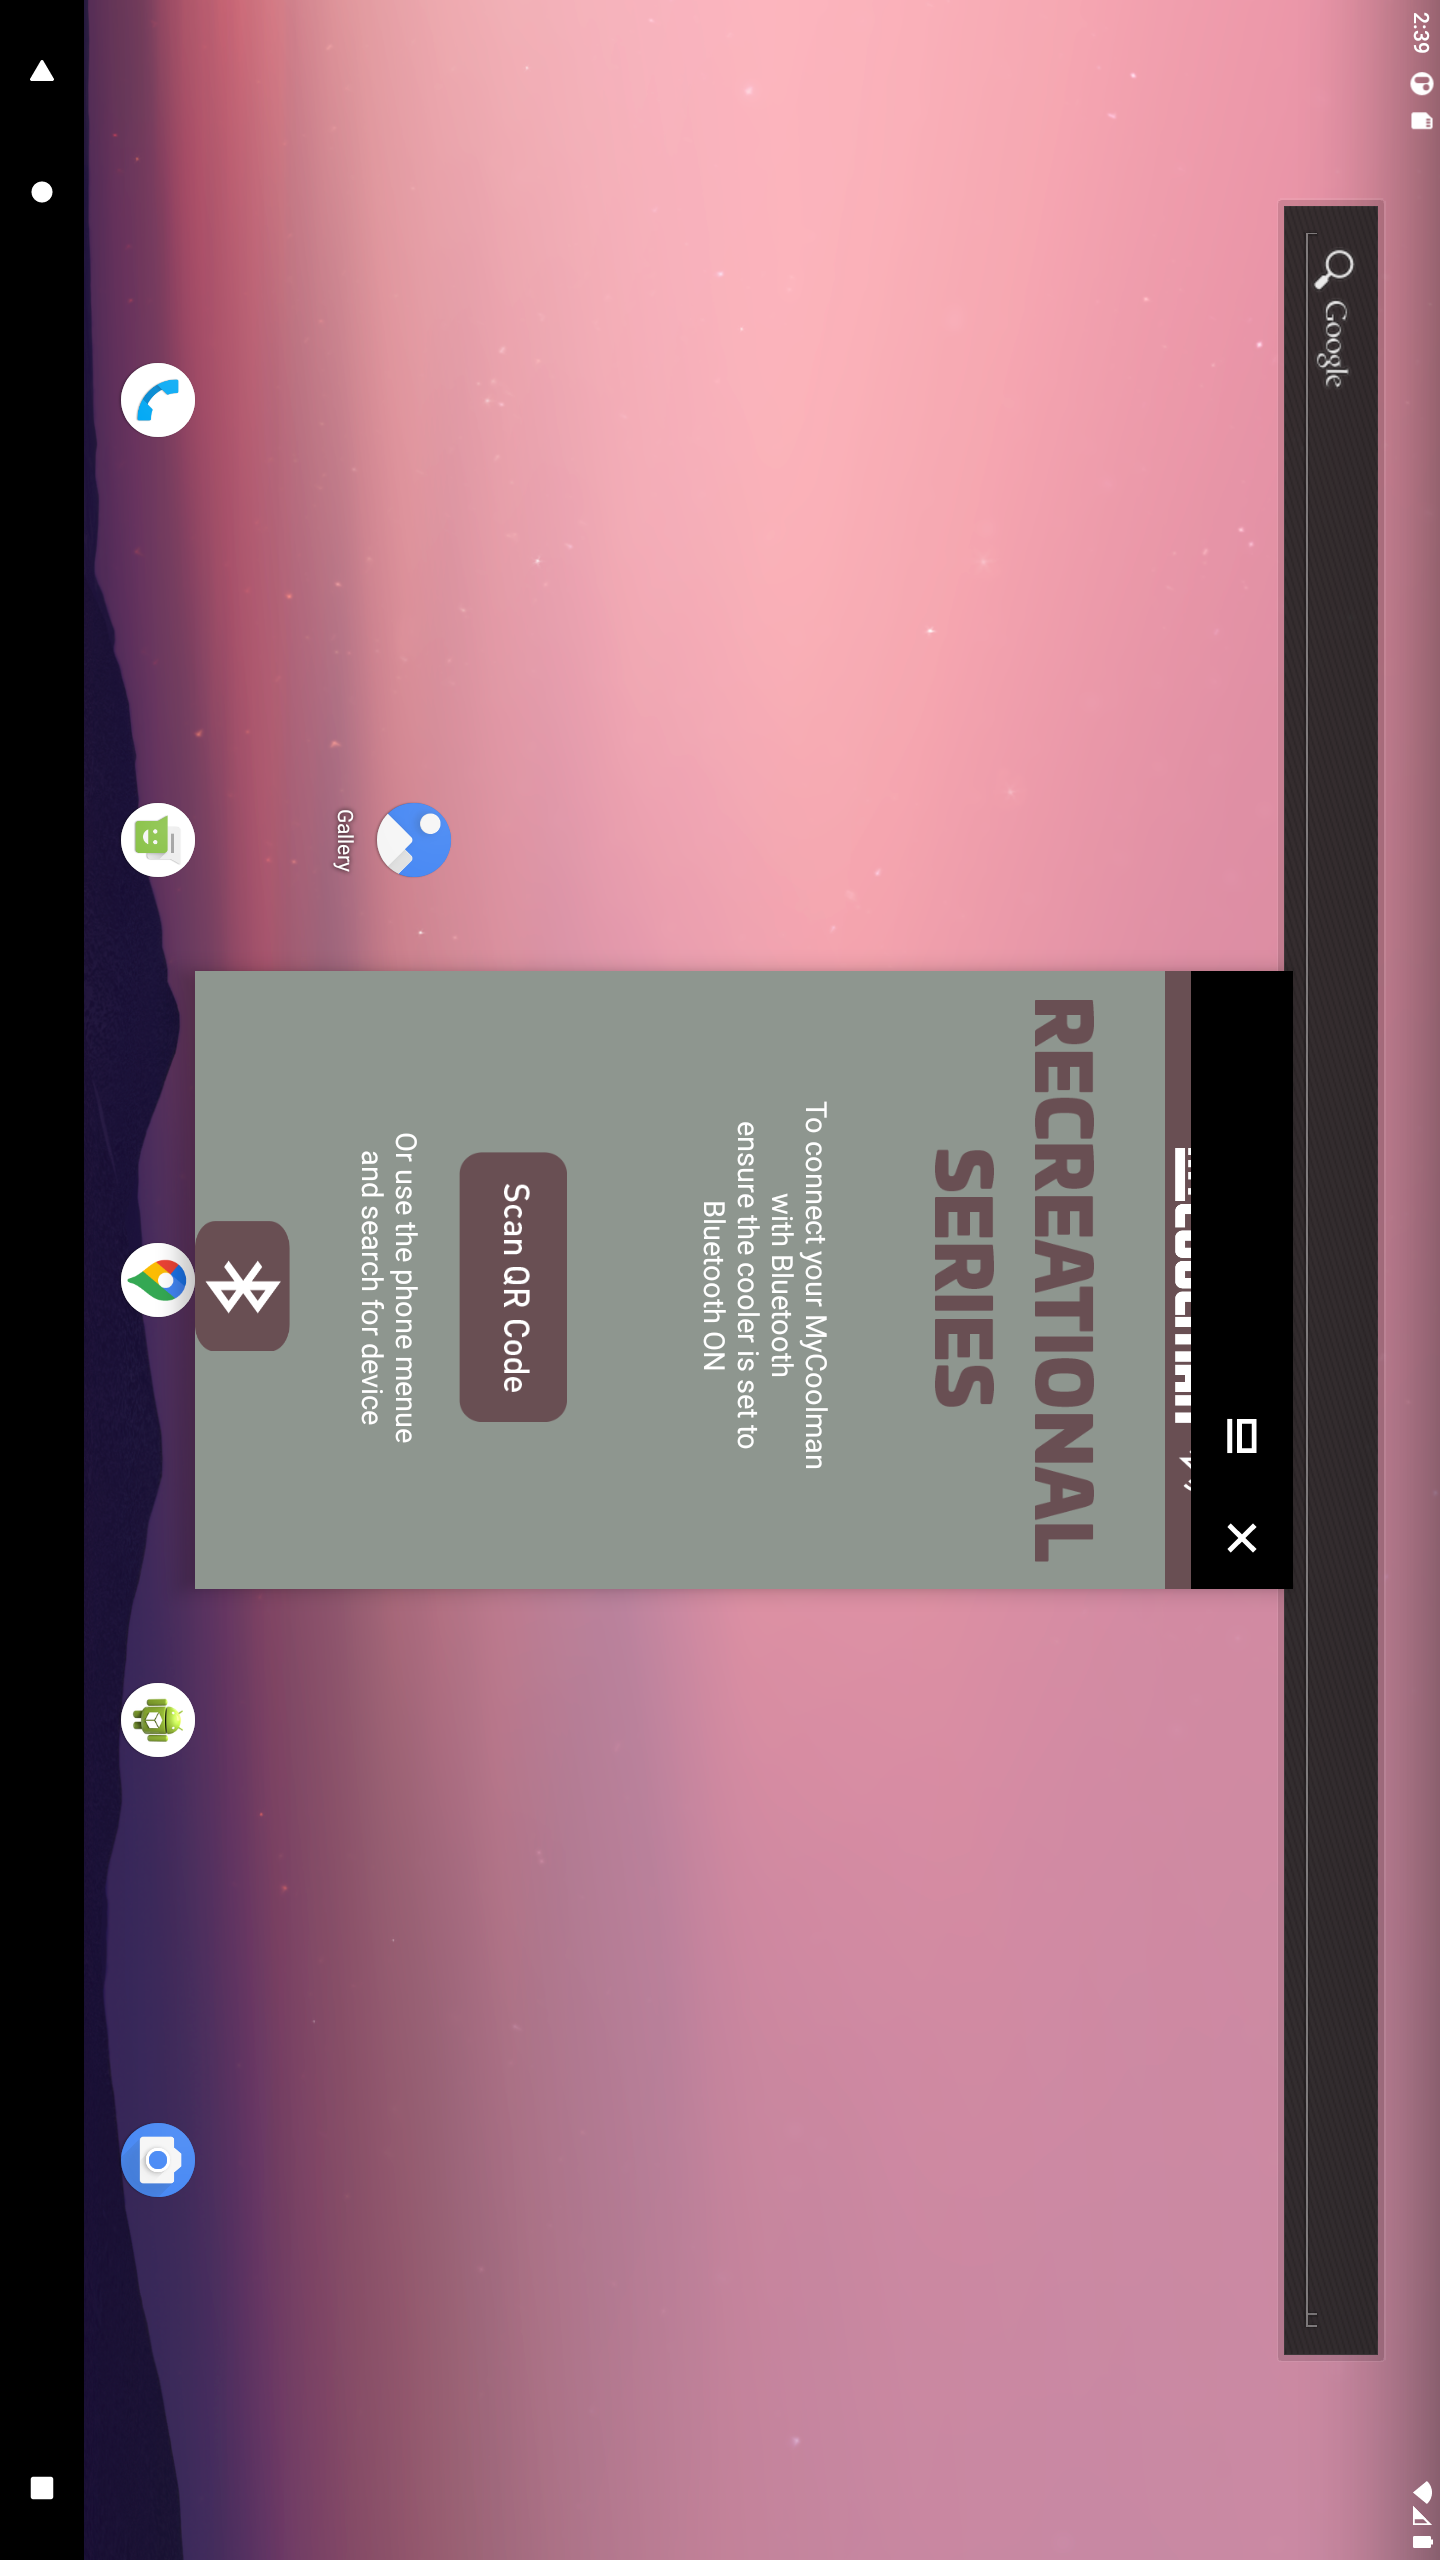 2:39
Google
RECREATIONAL
SERIES
To connect your MyCoolman
with Bluetooth
ensure the cooler is set to
Bluetooth ON
Scan QR Code
Or use the phone menue
and search for device
Gallery